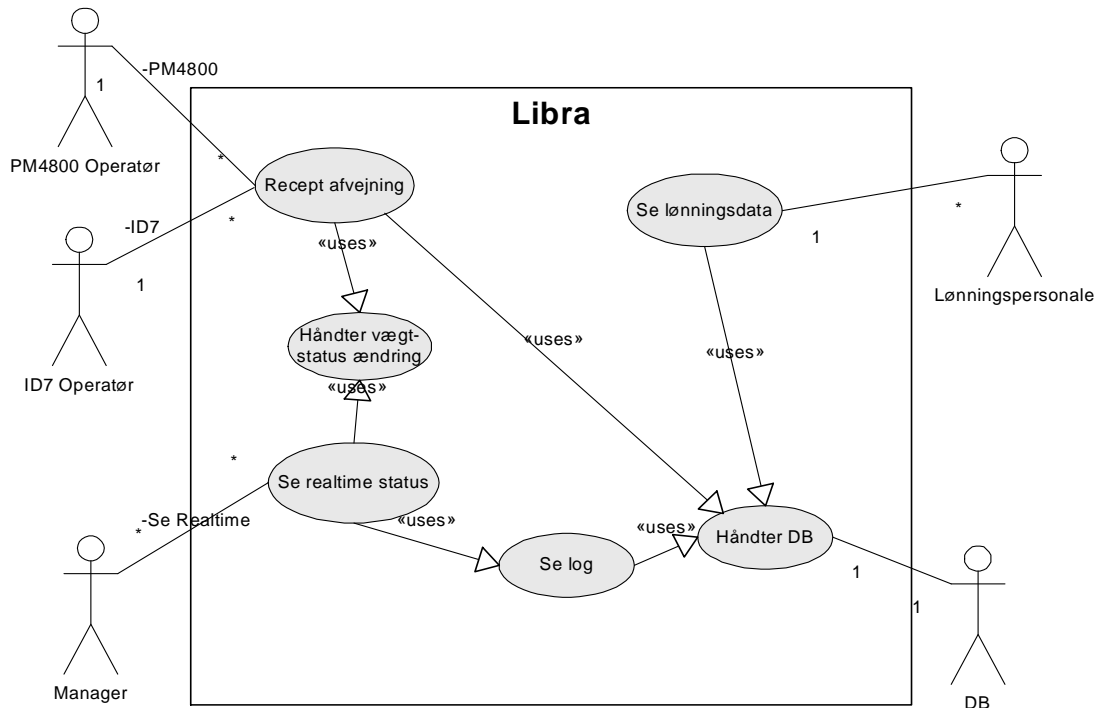 -PM4800
1
PM4800 Operatør
*
Libra
Recept afvejning
Se lønningsdata
*
1
Lønningspersonale
-ID7
*
1
ID7 Operatør
«uses»
Håndter vægt-
status ændring
«uses»
«uses»
«uses»
*
Se realtime status
-Se Realtime
*
Manager
«uses»
Se log
«uses»
Håndter DB
1
1
DB